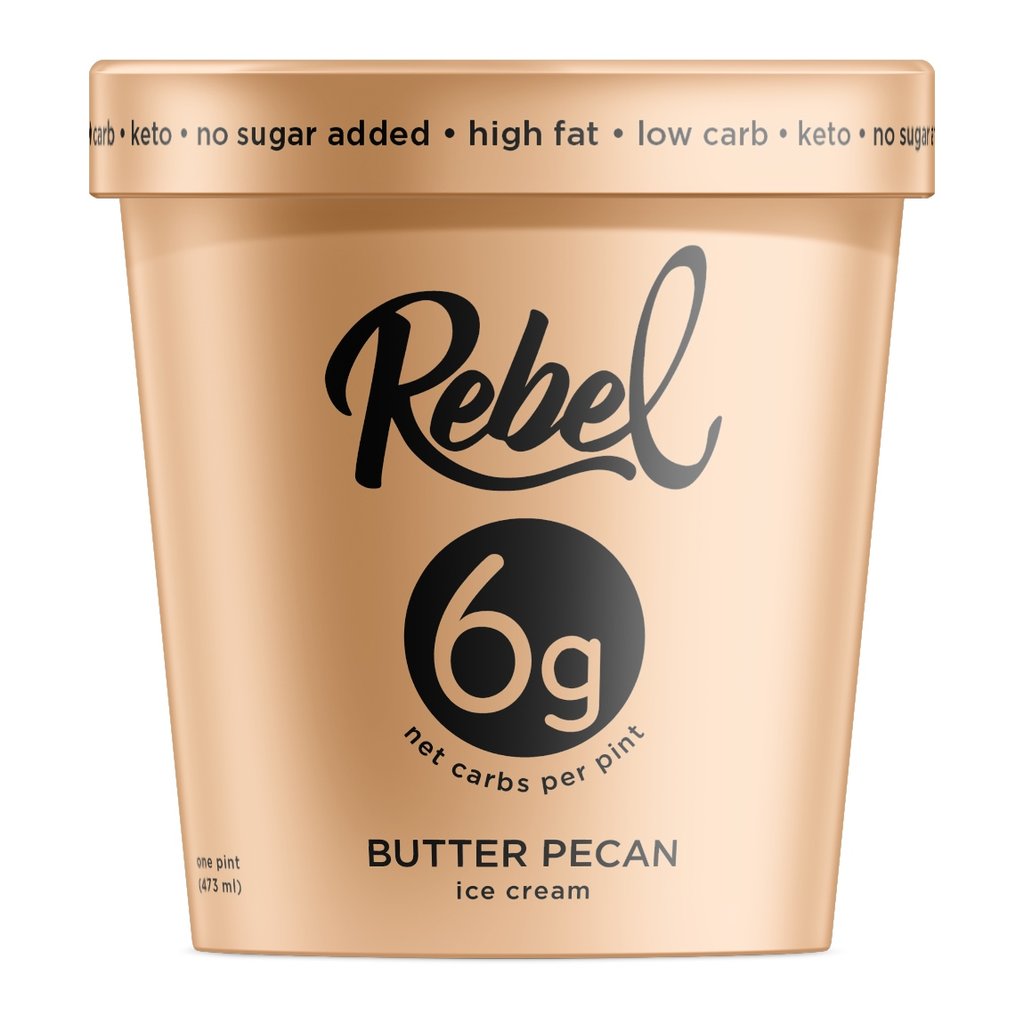 carb • keto • no sugar added • high fat • low carb • keto • no sugar
Rebel
6g
net carbs per pint
BUTTER PECAN
ice cream
one pint
(473 ml)